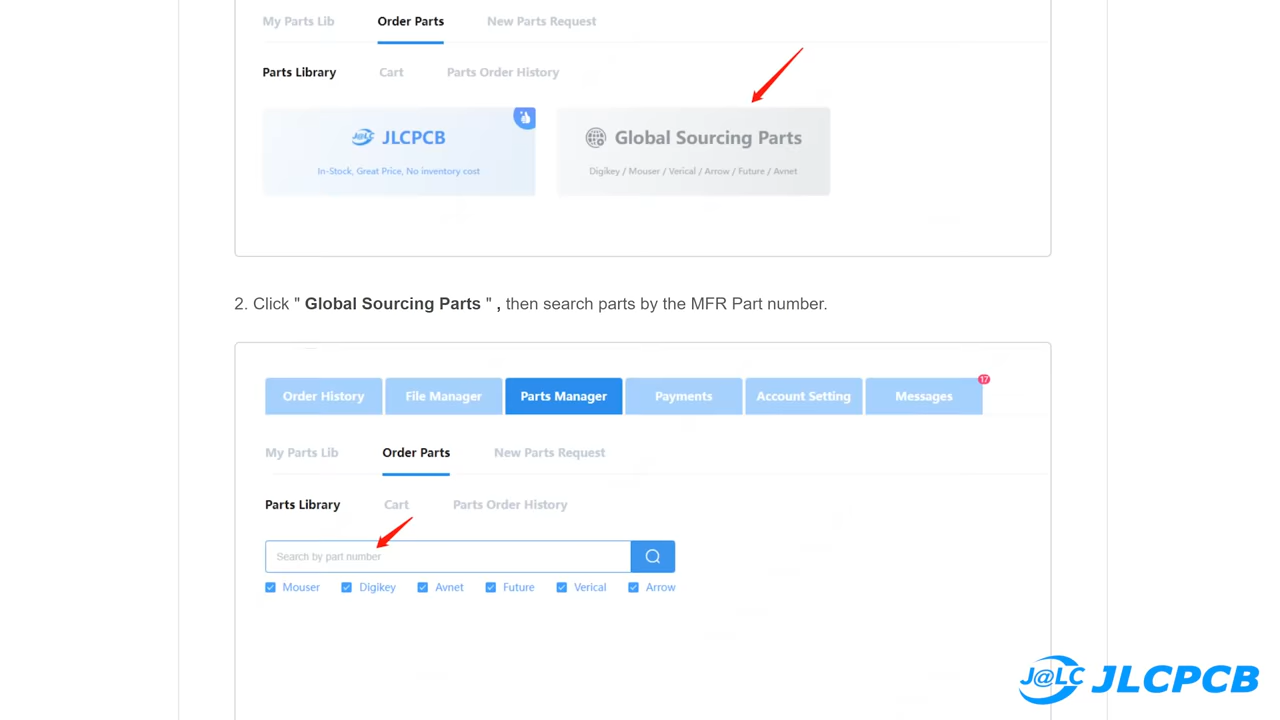 My Parts Lib Order Parts New Parts Request
Parts Library Cart Parts Order History
J@LC JLCPCB
In-Stock, Great Price, No inventory cost
Global Sourcing Parts
Digikey / Mouser / Verical / Arrow / Future / Avnet
2. Click " Global Sourcing Parts " , then search parts by the MFR Part number.
17
Order History File Manager Parts Manager Payments Account Setting Messages
My Parts Lib Order Parts New Parts Request
Parts Library Cart Parts Order History
Search by part number
Mouser Digikey Avnet Future Verical Arrow
J@LC JLCPCB